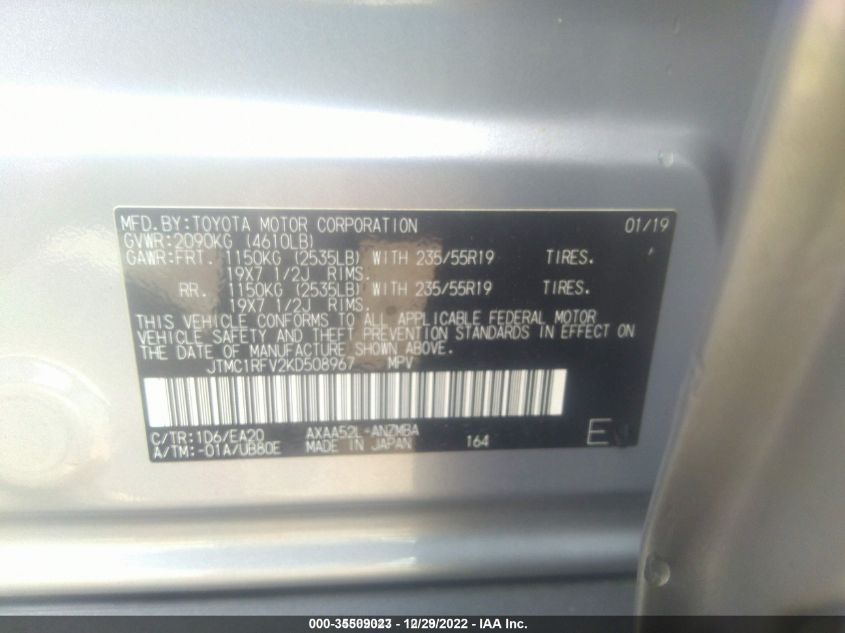 MFD.BY:TOYOTA MOTOR CORPORATION 01/19
GVWR:2090KG (4610LB)
GAWR:FRT. 1150KG (2535LB) WITH 235/55R19 TIRES.
19X7 1/2J RIMS.
RR. 1150KG (2535LB) WITH 235/55R19 TIRES.
19X7 1/2J RIMS.
THIS VEHICLE CONFORMS TO ALL APPLICABLE FEDERAL MOTOR
VEHICLE SAFETY AND THEFT PREVENTION STANDARDS IN EFFECT ON
THE DATE OF MANUFACTURE SHOWN ABOVE.
JTMC1RFV2KD508967 MPV
C/TR:1D6/EA20 AXAA52L-ANZMBA
A/TM:-01A/UB80E MADE IN JAPAN 164 E
000-35509023 - 12/29/2022 - IAA Inc.